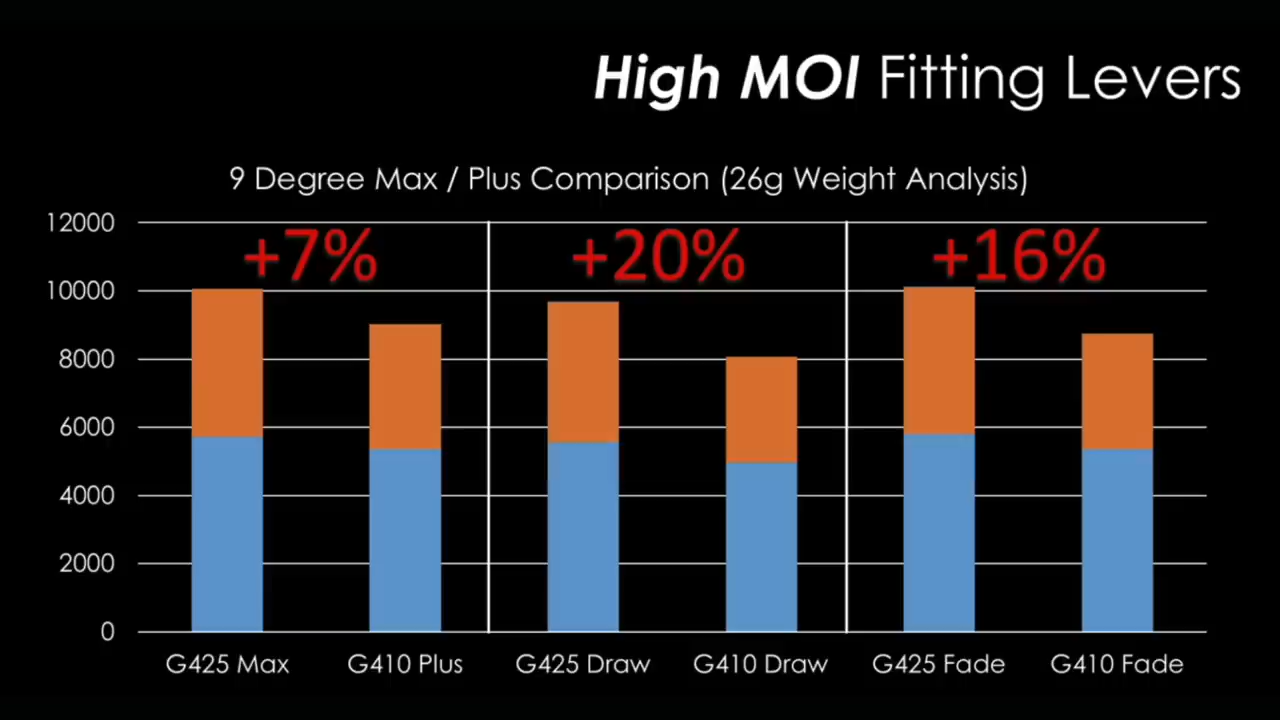 High MOI Fitting Levers
9 Degree Max / Plus Comparison (26g Weight Analysis)
12000
+7% +20% +16%
10000
8000
6000
4000
2000
0
G425 Max G410 Plus G425 Draw G410 Draw G425 Fade G410 Fade